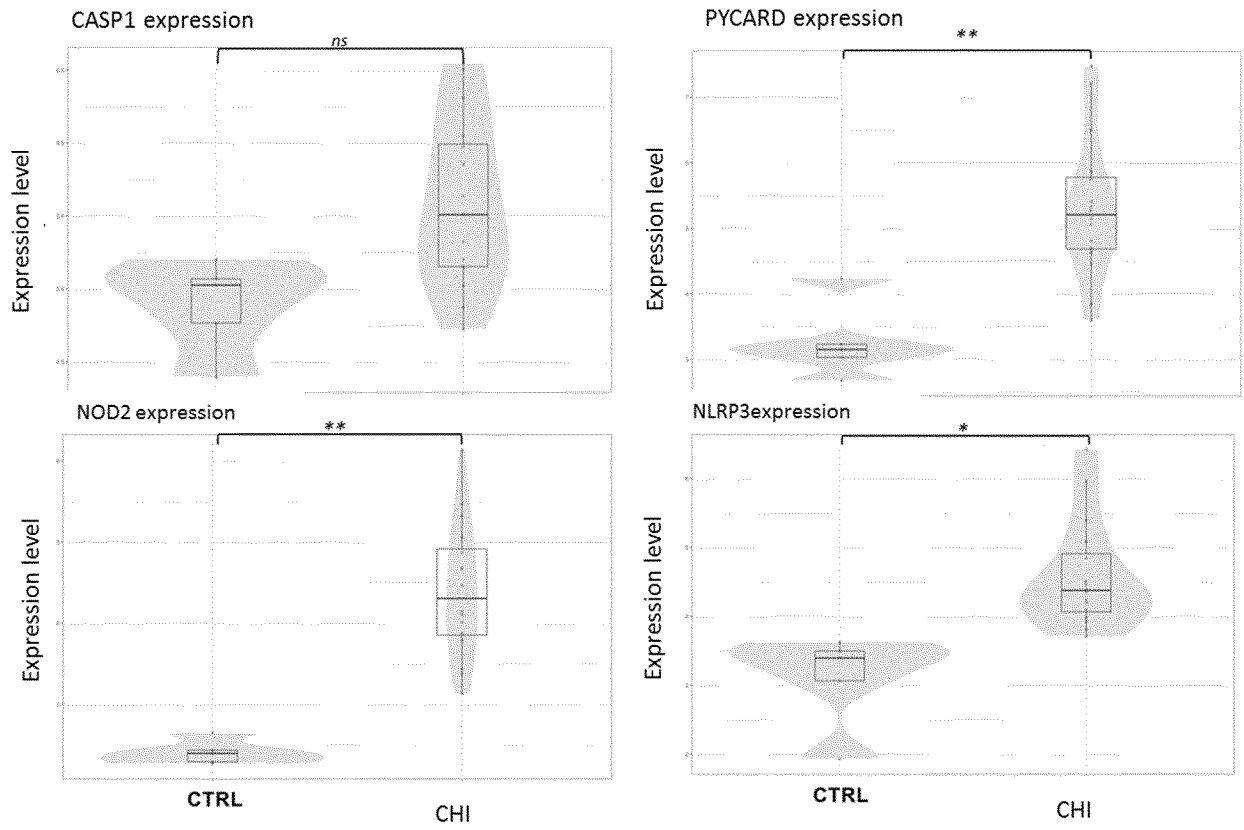 CASP1 expression
ns
Expression level
PYCARD expression
**
Expression level
NOD2 expression
**
Expression level
CTRL
CHI
NLRP3expression
*
Expression level
CTRL
CHI